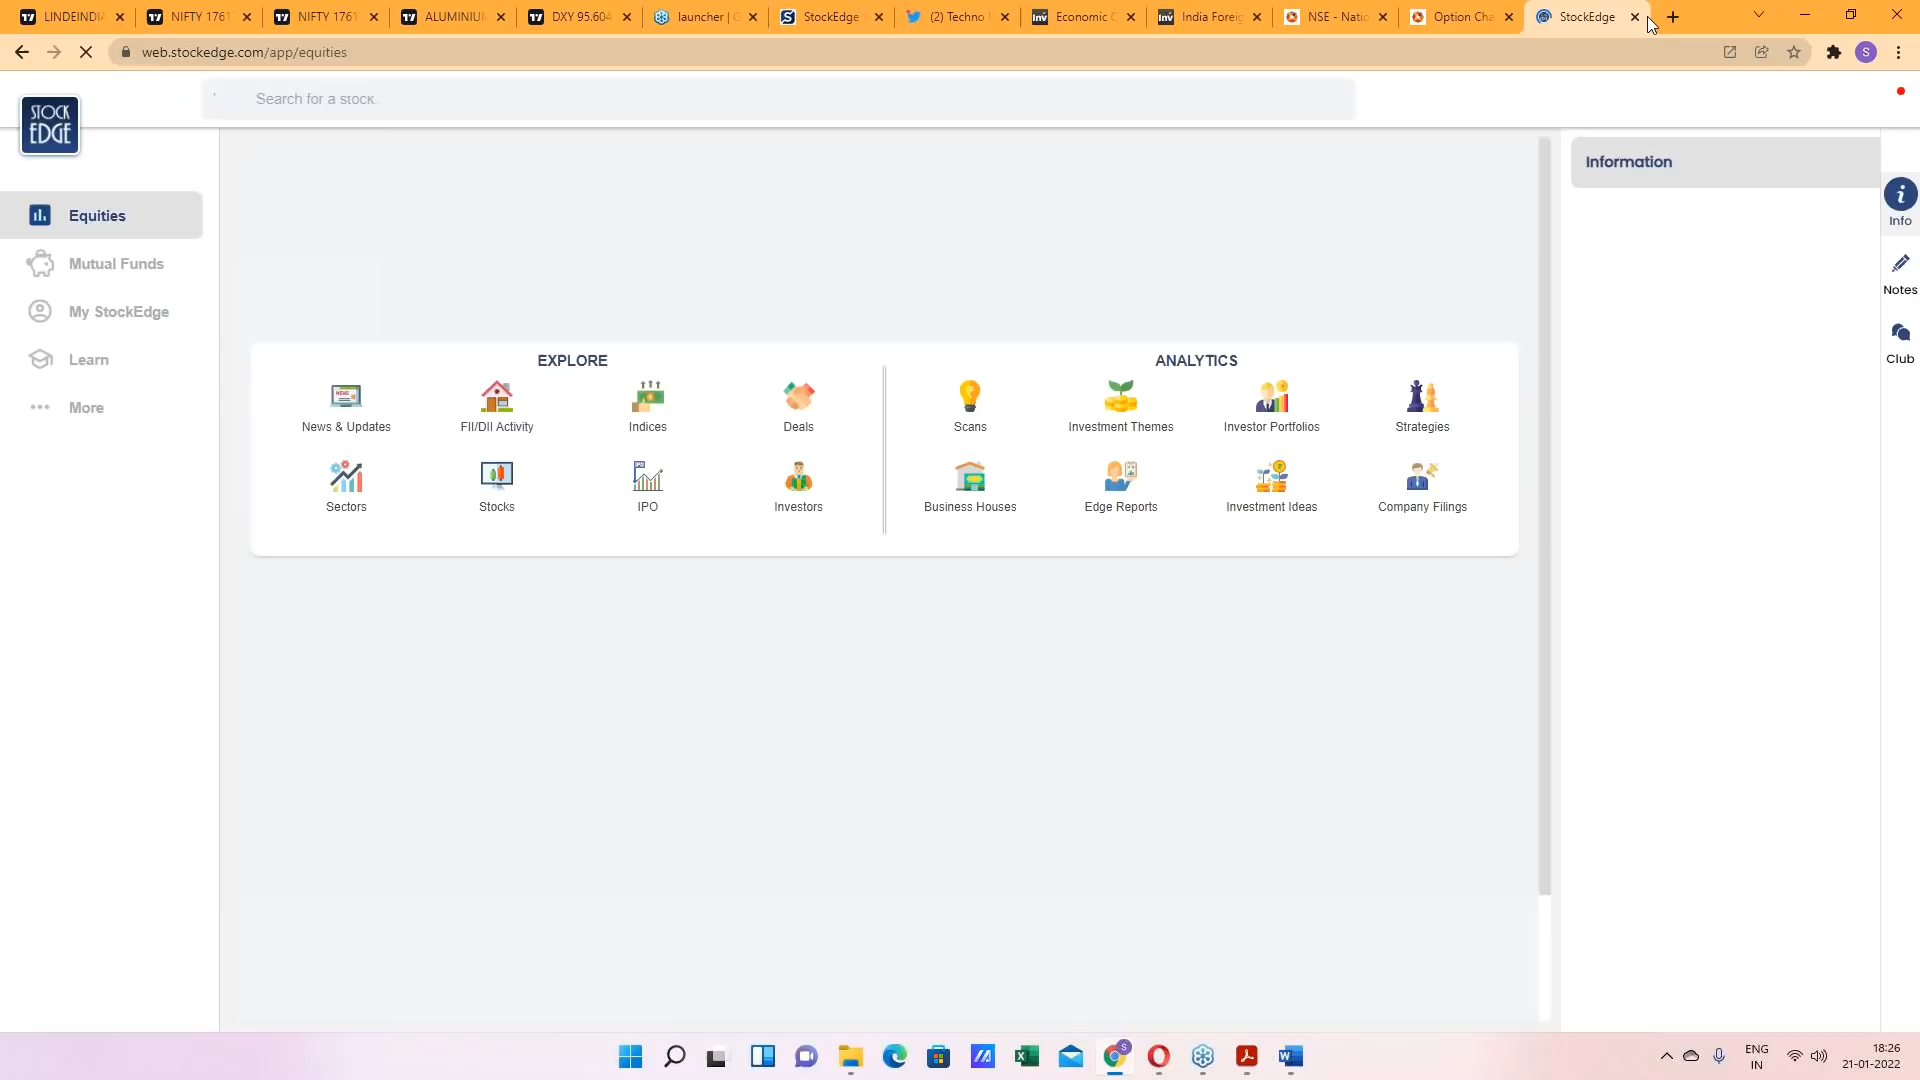 LINDEINDIA
NIFTY 1761
NIFTY 1761
ALUMINIUM
DXY 95.604
launcher | G
StockEdge
(2) Techno
Economic C
India Foreig
NSE - Natio
Option Cha
StockEdge
web.stockedge.com/app/equities
S
STOCK
EDGE
Search for a stock.
Information
Equities
Mutual Funds
My StockEdge
Learn
More
Info
Notes
Club
EXPLORE
News & Updates
FII/DII Activity
Indices
Deals
Sectors
Stocks
IPO
Investors
ANALYTICS
Scans
Investment Themes
Investor Portfolios
Strategies
Business Houses
Edge Reports
Investment Ideas
Company Filings
ENG
IN
18:26
21-01-2022